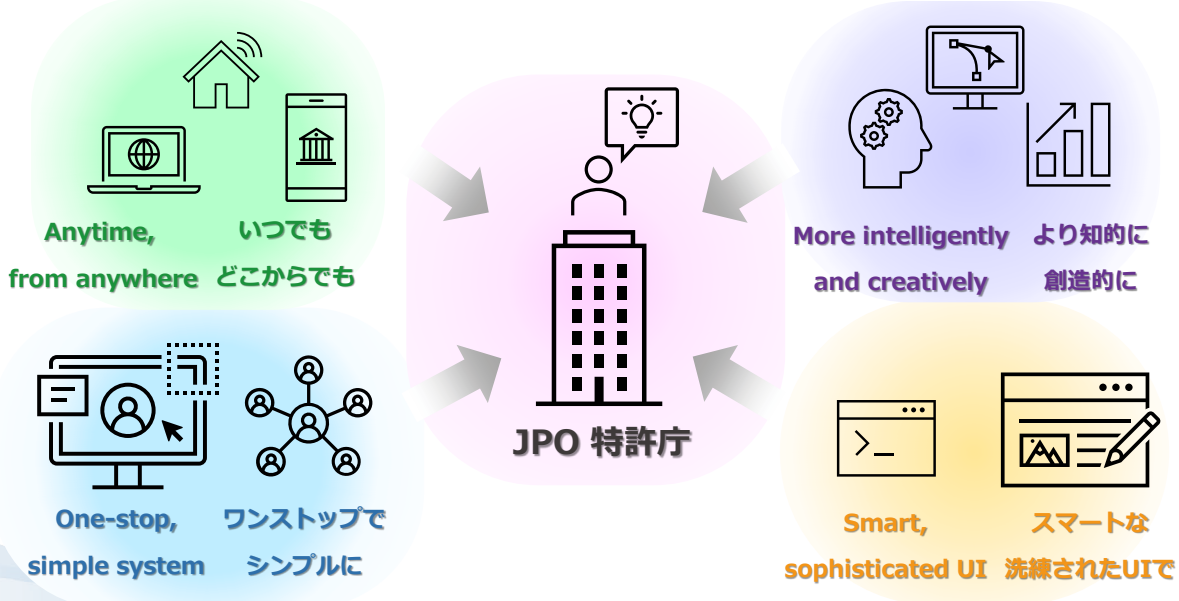 Anytime,
from anywhere
いつでも
どこからでも
More intelligently
and creatively
より知的に
創造的に
JPO 特許庁
One-stop,
simple system
ワンストップで
シンプルに
Smart,
sophisticated UI
スマートな
洗練されたUIで